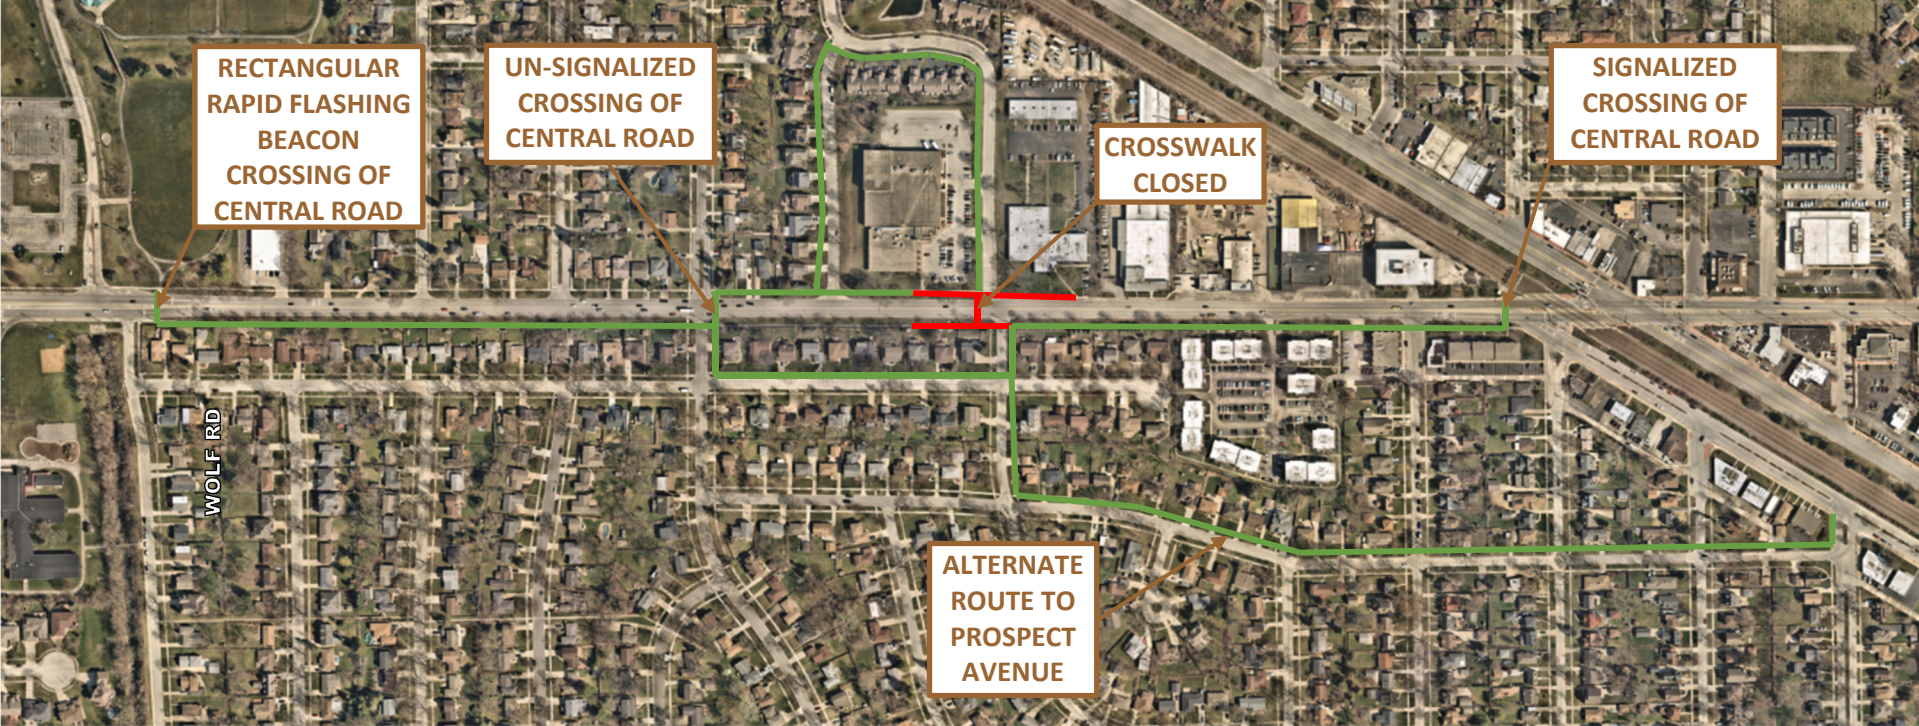 RECTANGULAR
RAPID FLASHING
BEACON
CROSSING OF
CENTRAL ROAD
UN-SIGNALIZED
CROSSING OF
CENTRAL ROAD
CROSSWALK
CLOSED
SIGNALIZED
CROSSING OF
CENTRAL ROAD
WOLF RD
ALTERNATE
ROUTE TO
PROSPECT
AVENUE